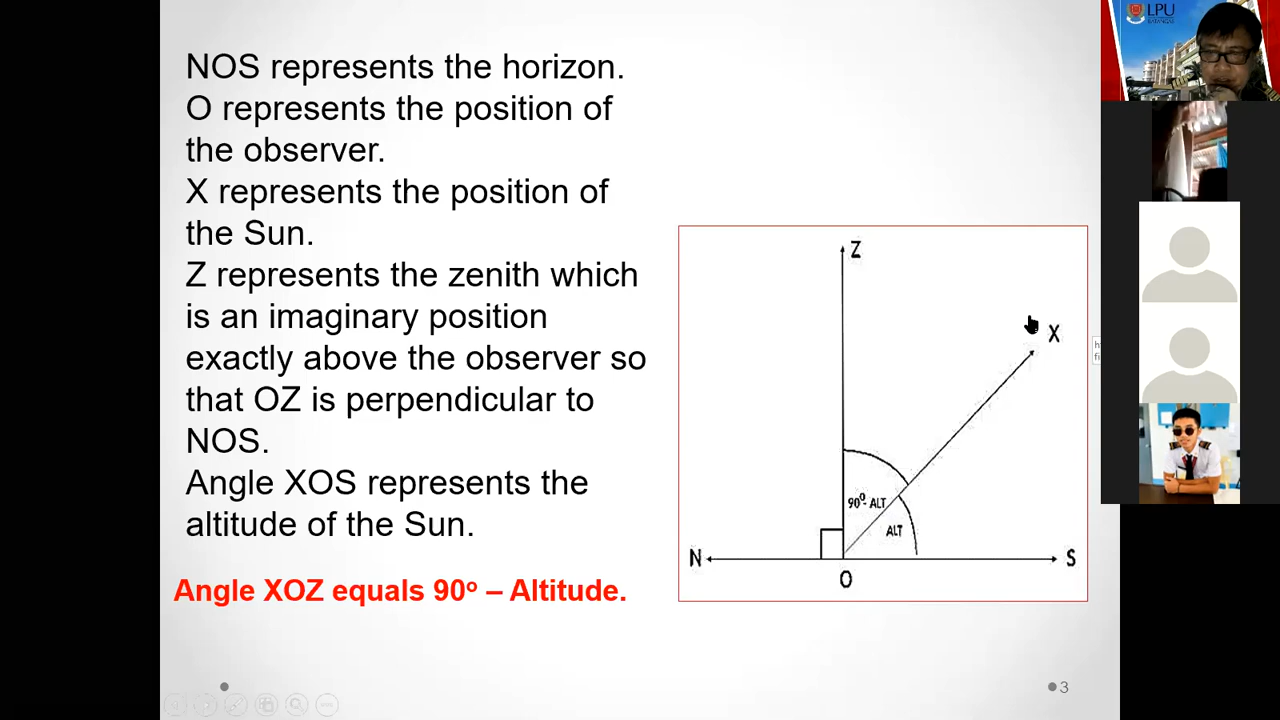 NOS represents the horizon.
O represents the position of
the observer.
X represents the position of
the Sun.
Z represents the zenith which
is an imaginary position
exactly above the observer so
that OZ is perpendicular to
NOS.
Angle XOS represents the
altitude of the Sun.
Angle XOZ equals 90º – Altitude.
Z
X
90º- ALT
ALT
N
S
O
3
LPU